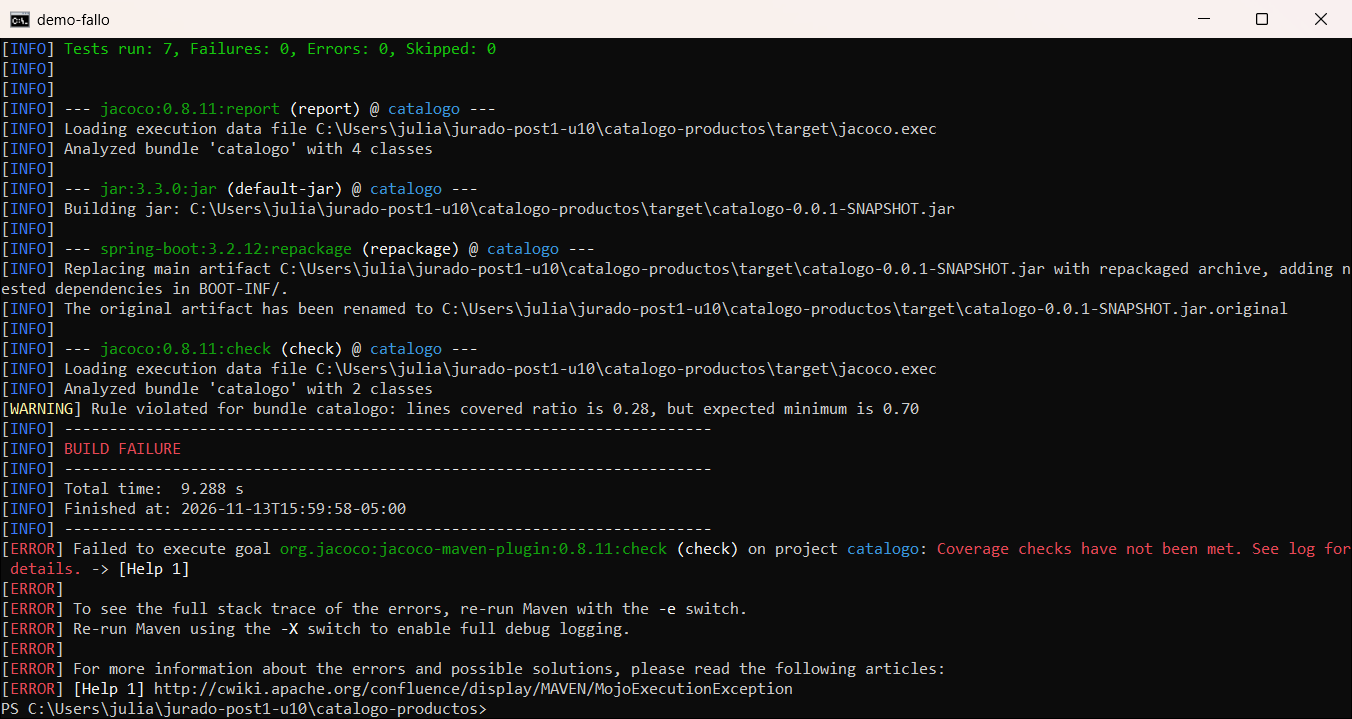 demo-fallo
[INFO] Tests run: 7, Failures: 0, Errors: 0, Skipped: 0
[INFO]
[INFO]
[INFO] --- jacoco:0.8.11:report (report) @ catalogo ---
[INFO] Loading execution data file C:\Users\julia\jurado-post1-u10\catalogo-productos\target\jacoco.exec
[INFO] Analyzed bundle 'catalogo' with 4 classes
[INFO]
[INFO] --- jar:3.3.0:jar (default-jar) @ catalogo ---
[INFO] Building jar: C:\Users\julia\jurado-post1-u10\catalogo-productos\target\catalogo-0.0.1-SNAPSHOT.jar
[INFO]
[INFO] --- spring-boot:3.2.12:repackage (repackage) @ catalogo ---
[INFO] Replacing main artifact C:\Users\julia\jurado-post1-u10\catalogo-productos\target\catalogo-0.0.1-SNAPSHOT.jar with repackaged archive, adding n
ested dependencies in BOOT-INF/.
[INFO] The original artifact has been renamed to C:\Users\julia\jurado-post1-u10\catalogo-productos\target\catalogo-0.0.1-SNAPSHOT.jar.original
[INFO]
[INFO] --- jacoco:0.8.11:check (check) @ catalogo ---
[INFO] Loading execution data file C:\Users\julia\jurado-post1-u10\catalogo-productos\target\jacoco.exec
[INFO] Analyzed bundle 'catalogo' with 2 classes
[WARNING] Rule violated for bundle catalogo: lines covered ratio is 0.28, but expected minimum is 0.70
[INFO] ------------------------------------------------------------------------
[INFO] BUILD FAILURE
[INFO] ------------------------------------------------------------------------
[INFO] Total time:  9.288 s
[INFO] Finished at: 2026-11-13T15:59:58-05:00
[INFO] ------------------------------------------------------------------------
[ERROR] Failed to execute goal org.jacoco:jacoco-maven-plugin:0.8.11:check (check) on project catalogo: Coverage checks have not been met. See log for
 details. -> [Help 1]
[ERROR]
[ERROR] To see the full stack trace of the errors, re-run Maven with the -e switch.
[ERROR] Re-run Maven using the -X switch to enable full debug logging.
[ERROR]
[ERROR] For more information about the errors and possible solutions, please read the following articles:
[ERROR] [Help 1] http://cwiki.apache.org/confluence/display/MAVEN/MojoExecutionException
PS C:\Users\julia\jurado-post1-u10\catalogo-productos>